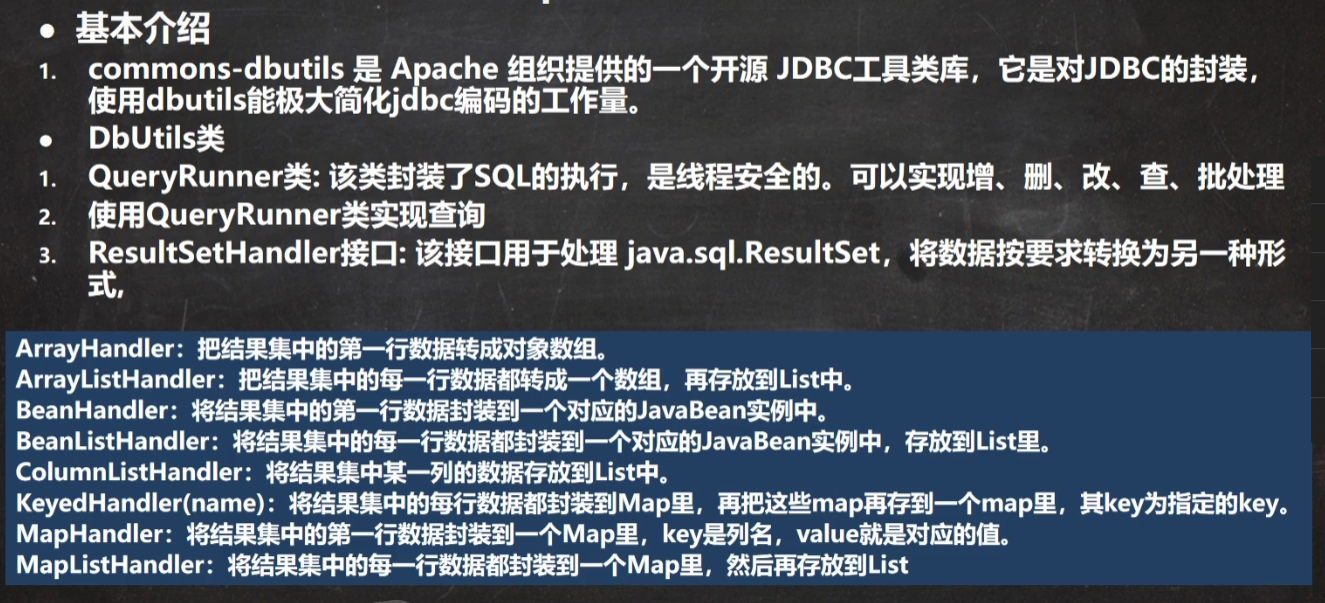 ● 基本介绍
1. commons-dbutils 是 Apache 组织提供的一个开源 JDBC工具类库，它是对JDBC的封装，
使用dbutils能极大简化jdbc编码的工作量。
● DbUtils类
1. QueryRunner类: 该类封装了SQL的执行，是线程安全的。可以实现增、删、改、查、批处理
2. 使用QueryRunner类实现查询
3. ResultSetHandler接口: 该接口用于处理 java.sql.ResultSet，将数据按要求转换为另一种形
式,
ArrayHandler：把结果集中的第一行数据转成对象数组。
ArrayListHandler：把结果集中的每一行数据都转成一个数组，再存放到List中。
BeanHandler：将结果集中的第一行数据封装到一个对应的JavaBean实例中。
BeanListHandler：将结果集中的每一行数据都封装到一个对应的JavaBean实例中，存放到List里。
ColumnListHandler：将结果集中某一列的数据存放到List中。
KeyedHandler(name)：将结果集中的每行数据都封装到Map里，再把这些map再存到一个map里，其key为指定的key。
MapHandler：将结果集中的第一行数据封装到一个Map里，key是列名，value就是对应的值。
MapListHandler：将结果集中的每一行数据都封装到一个Map里，然后再存放到List